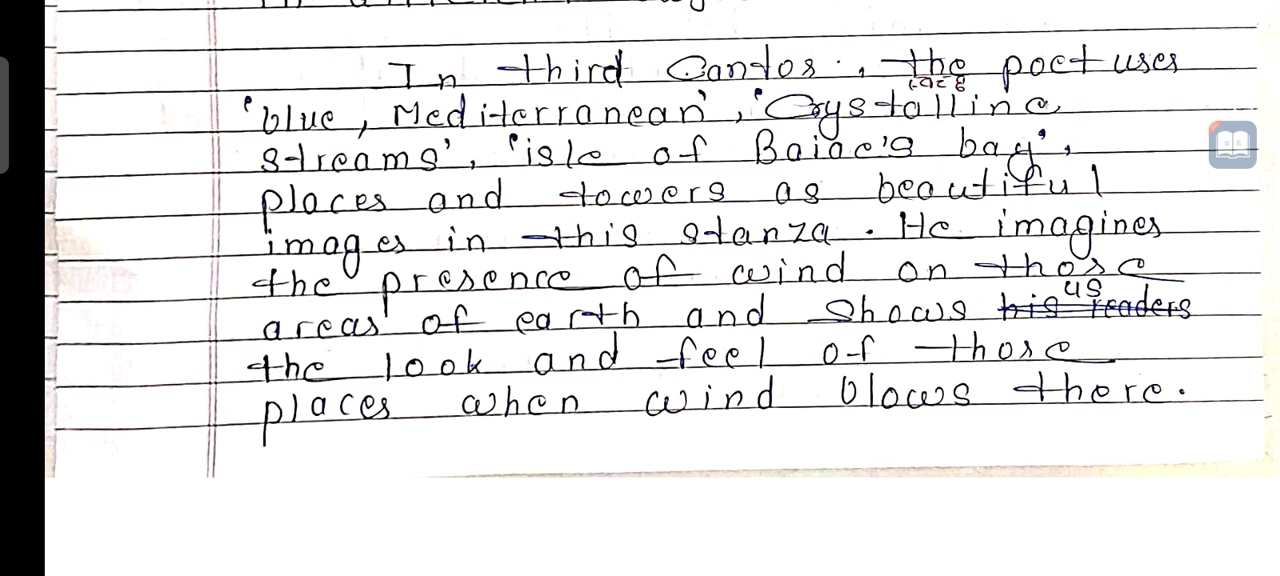 In third Cantos, the poet uses
'blue, Mediterranean', 'Crystalline
streams', 'isle of Baiae's bay',
places and towers as beautiful
images in this stanza. He imagines
the presence of wind on those
areas of earth and shows his readers us
the look and feel of those
places when wind blows there.